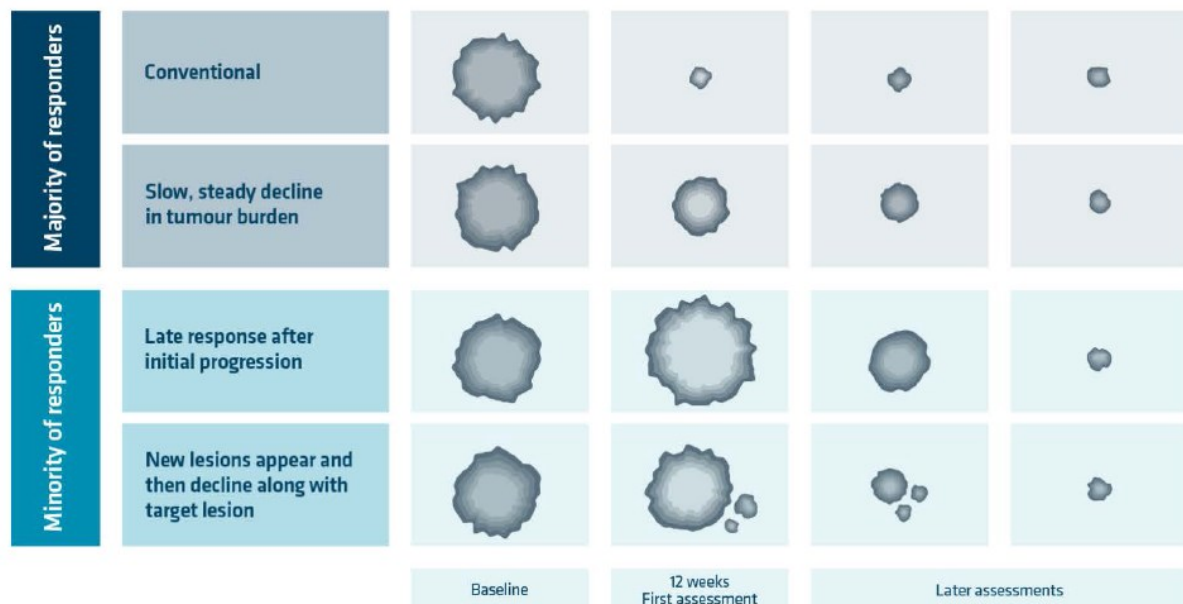 Majority of responders
Conventional
Slow, steady decline
in tumour burden
Minority of responders
Late response after
initial progression
New lesions appear and
then decline along with
target lesion
Baseline
12 weeks
First assessment
Later assessments